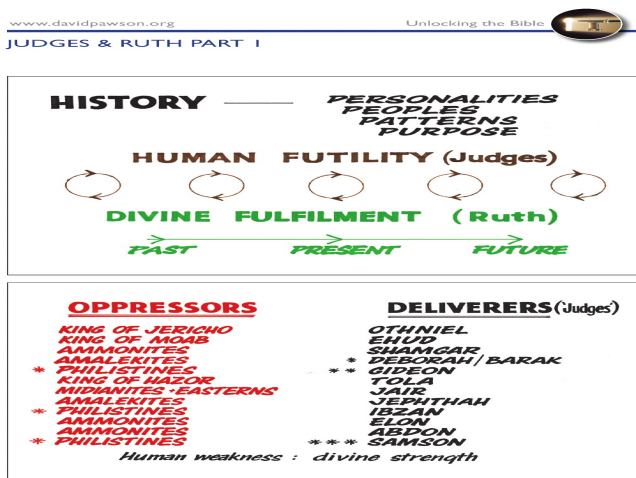 www.davidpawson.org Unlocking the Bible
JUDGES & RUTH PART 1
HISTORY PERSONALITIES
PEOPLES
PATTERNS
PURPOSE
HUMAN FUTILITY (Judges)
DIVINE FULFILMENT (Ruth)
PAST PRESENT FUTURE
OPPRESSORS
KING OF JERICHO
KING OF MOAB
AMMONITES
AMALEKITES
* PHILISTINES
KING OF HAZOR
MIDIANITES + EASTERNS
AMALEKITES
* PHILISTINES
AMMONITES
AMMONITES
* PHILISTINES
DELIVERERS ('Judges')
OTHNIEL
EHUD
SHAMGAR
* DEBORAH/BARAK
** GIDEON
TOLA
JAIR
JEPHTHAH
IBZAN
ELON
ABDON
*** SAMSON
Human weakness : divine strength